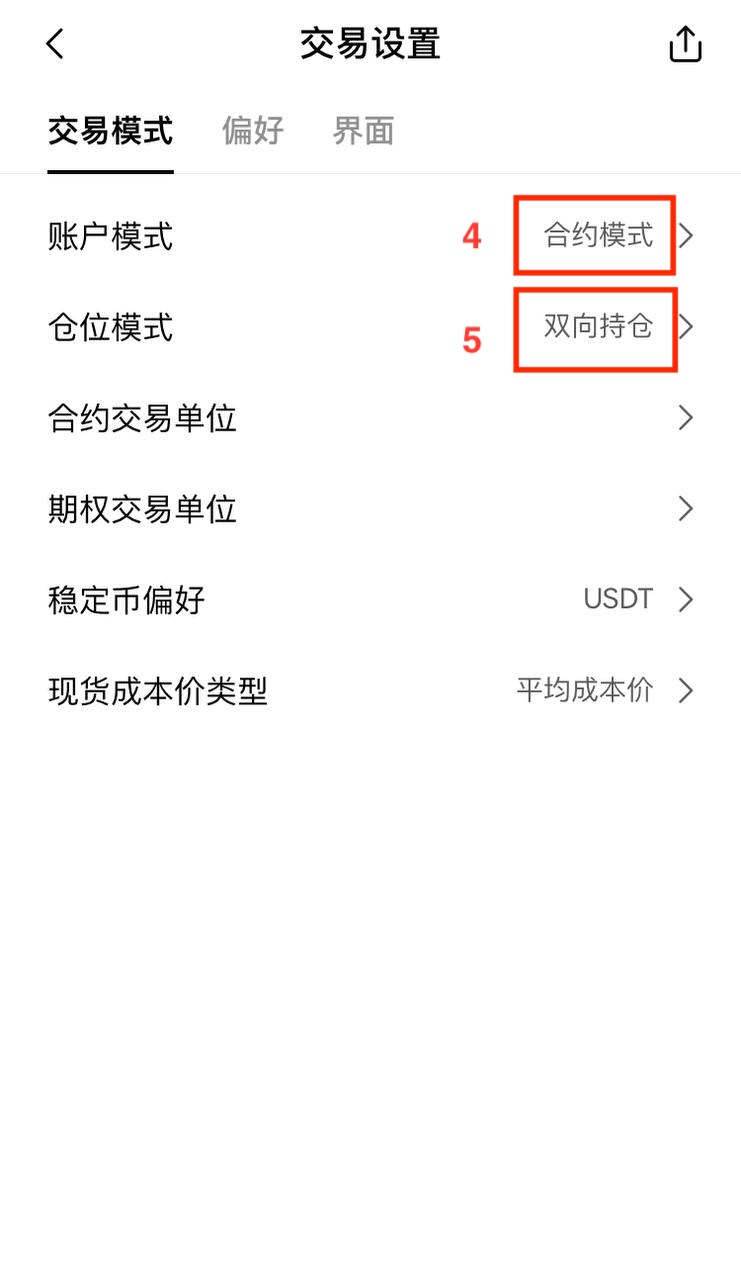 交易设置
交易模式 偏好 界面
账户模式 4 合约模式
仓位模式 5 双向持仓
合约交易单位
期权交易单位
稳定币偏好 USDT
现货成本价类型 平均成本价